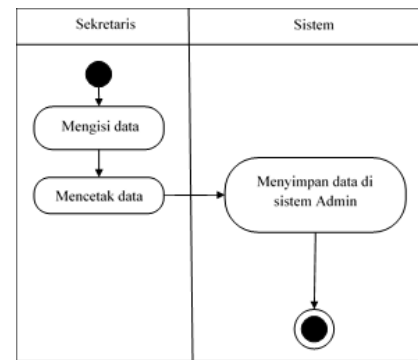 Sekretaris
Sistem
Mengisi data
Mencetak data
Menyimpan data di
sistem Admin